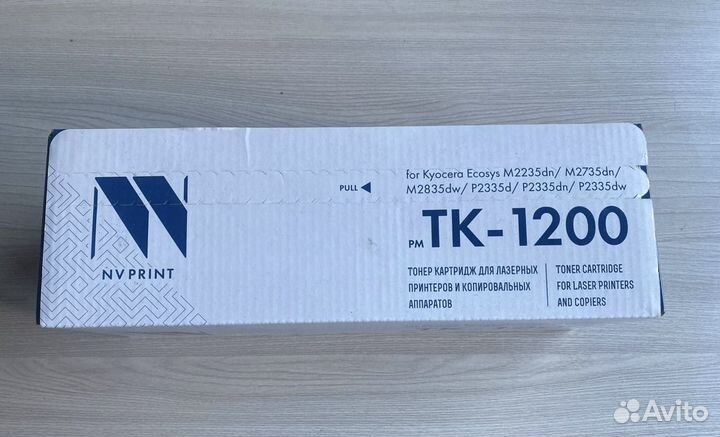 for Kyocera Ecosys M2235dn/ M2735dn/
M2835dw/ P2335d/ P2335dn/ P2335dw
PULL
PM TK-1200
NV PRINT
ТОНЕР КАРТРИДЖ ДЛЯ ЛАЗЕРНЫХ
ПРИНТЕРОВ И КОПИРОВАЛЬНЫХ
АППАРАТОВ
TONER CARTRIDGE
FOR LASER PRINTERS
AND COPIERS
Avito